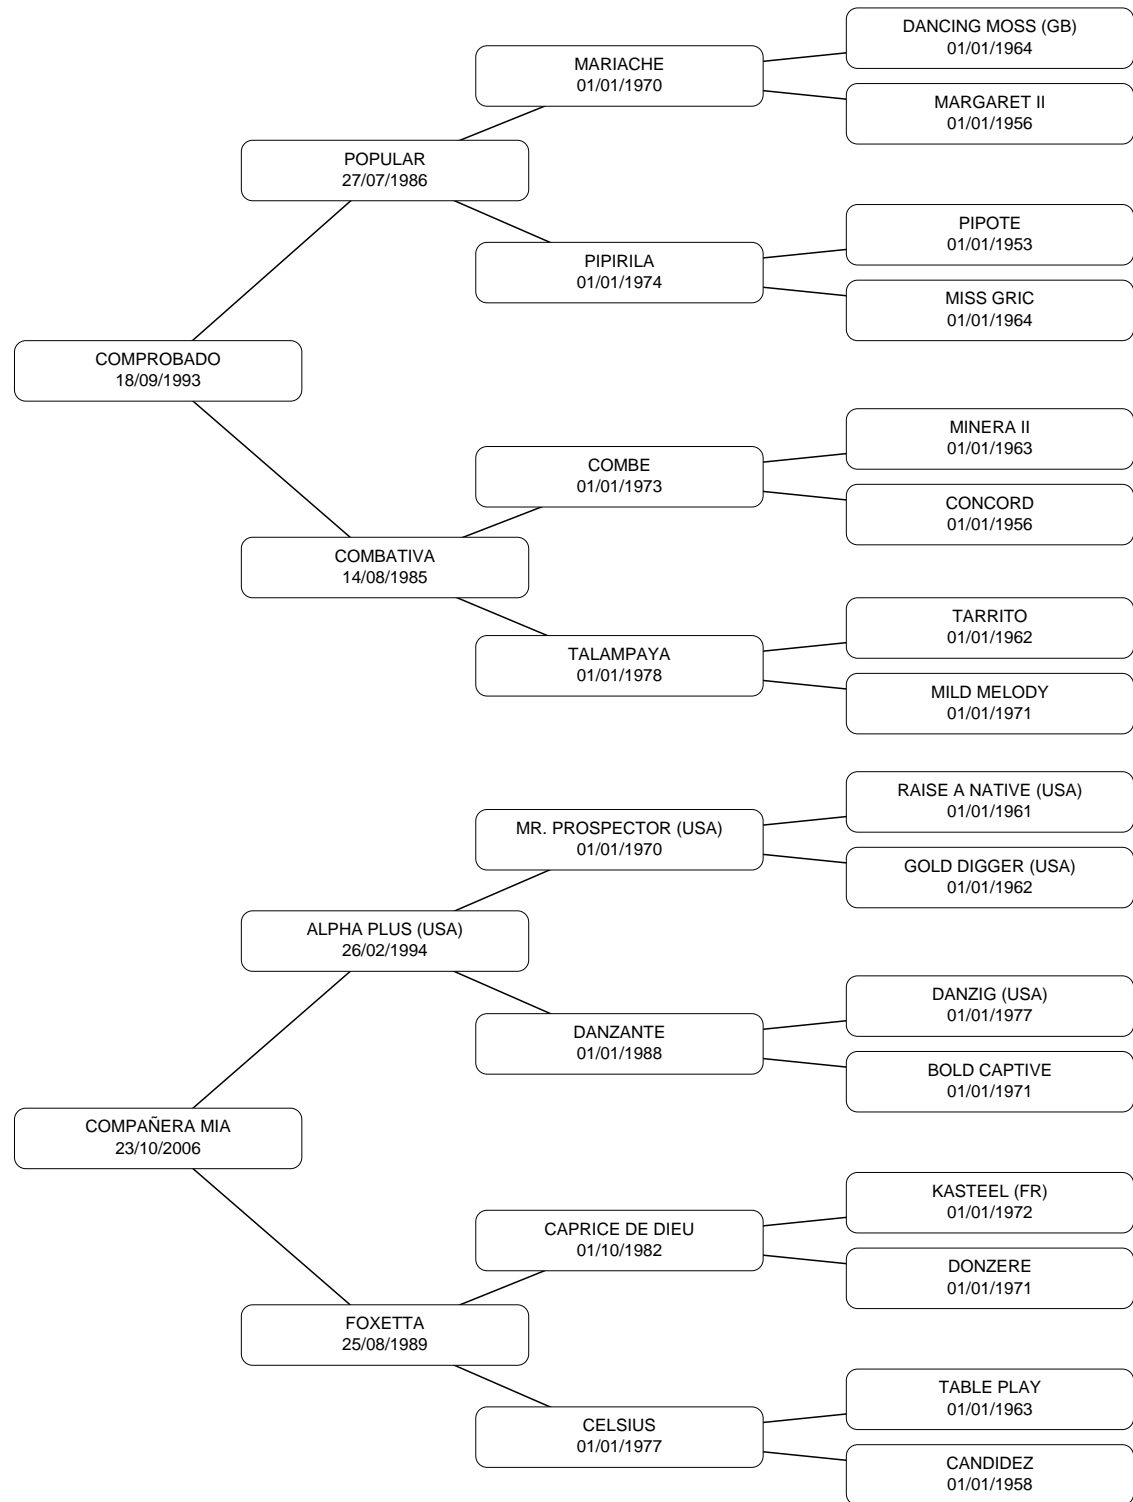 DANCING MOSS (GB)
01/01/1964
MARIACHE
01/01/1970
MARGARET II
01/01/1956
POPULAR
27/07/1986
PIPOTE
01/01/1953
PIPIRILA
01/01/1974
MISS GRIC
01/01/1964
COMPROBADO
18/09/1993
MINERA II
01/01/1963
COMBE
01/01/1973
CONCORD
01/01/1956
COMBATIVA
14/08/1985
TARRITO
01/01/1962
TALAMPAYA
01/01/1978
MILD MELODY
01/01/1971
RAISE A NATIVE (USA)
01/01/1961
MR. PROSPECTOR (USA)
01/01/1970
GOLD DIGGER (USA)
01/01/1962
ALPHA PLUS (USA)
26/02/1994
DANZIG (USA)
01/01/1977
DANZANTE
01/01/1988
BOLD CAPTIVE
01/01/1971
COMPAÑERA MIA
23/10/2006
KASTEEL (FR)
01/01/1972
CAPRICE DE DIEU
01/10/1982
DONZERE
01/01/1971
FOXETTA
25/08/1989
TABLE PLAY
01/01/1963
CELSIUS
01/01/1977
CANDIDEZ
01/01/1958